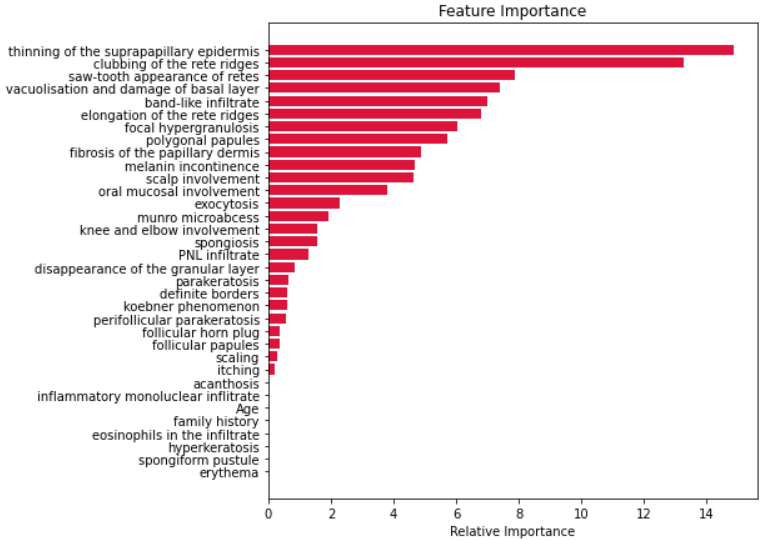 Feature Importance
thinning of the suprapapillary epidermis
clubbing of the rete ridges
saw-tooth appearance of retes
vacuolisation and damage of basal layer
band-like infiltrate
elongation of the rete ridges
focal hypergranulosis
polygonal papules
fibrosis of the papillary dermis
melanin incontinence
scalp involvement
oral mucosal involvement
exocytosis
munro microabcess
knee and elbow involvement
spongiosis
PNL infiltrate
disappearance of the granular layer
parakeratosis
definite borders
koebner phenomenon
perifollicular parakeratosis
follicular horn plug
follicular papules
scaling
itching
acanthosis
inflammatory monoluclear inflitrate
Age
family history
eosinophils in the infiltrate
hyperkeratosis
spongiform pustule
erythema
0 2 4 6 8 10 12 14
Relative Importance